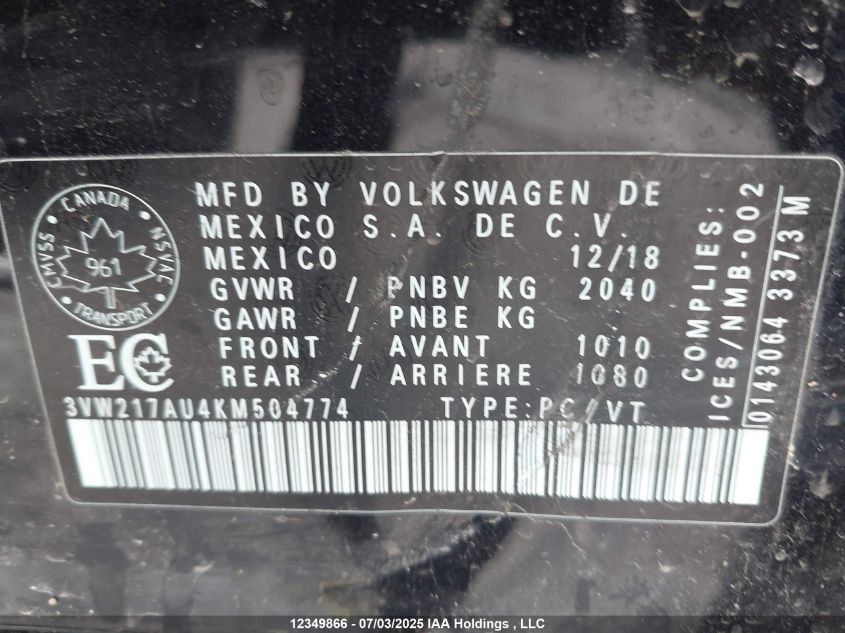 CANADA
CMVSS
NSVAC
961
TRANSPORT
MFD BY VOLKSWAGEN DE
MEXICO S.A. DE C.V.
MEXICO 12/18
GVWR / PNBV KG 2040
GAWR / PNBE KG
FRONT / AVANT 1010
REAR / ARRIERE 1080
EC
3VW217AU4KM504774 TYPE:PC/VT
COMPLIES:
ICES/NMB-002
0143064 3373 M
12349866 - 07/03/2025 IAA Holdings , LLC